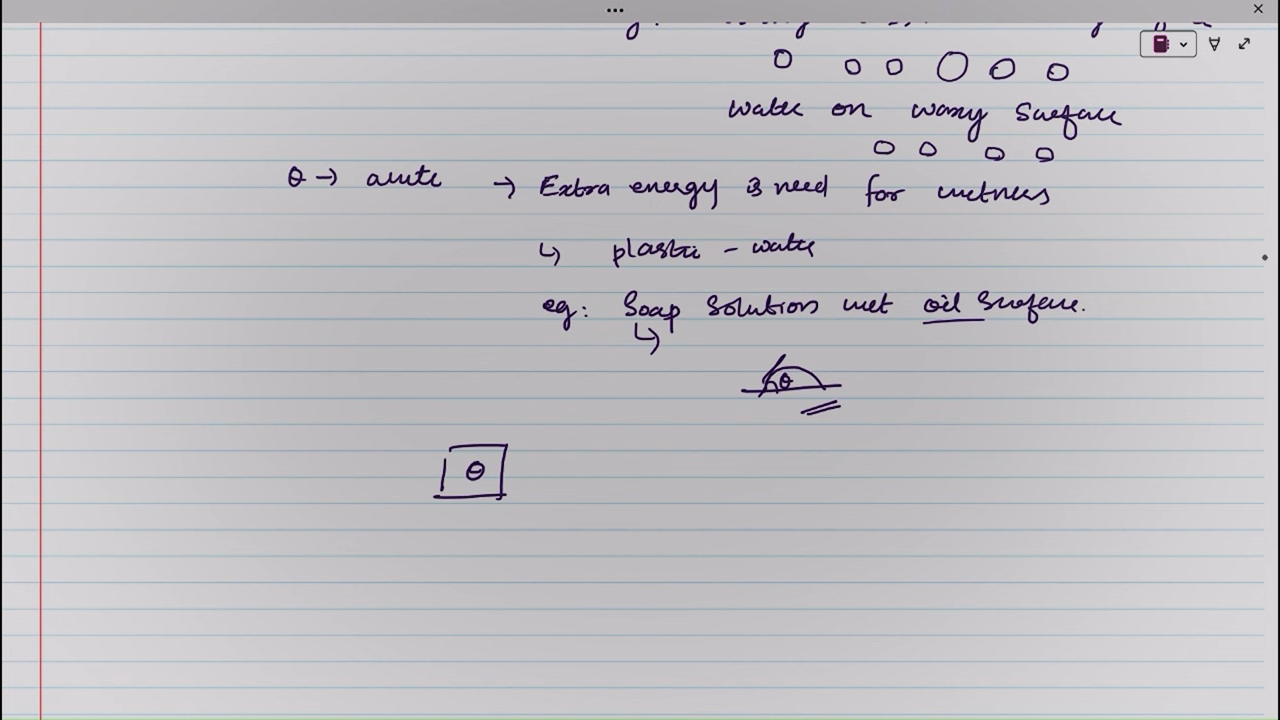 water on waxy surface
θ → acute → Extra energy is need for wetness
↳ plastic - water
eg: Soap Solution wet oil surface.
↳
θ
θ